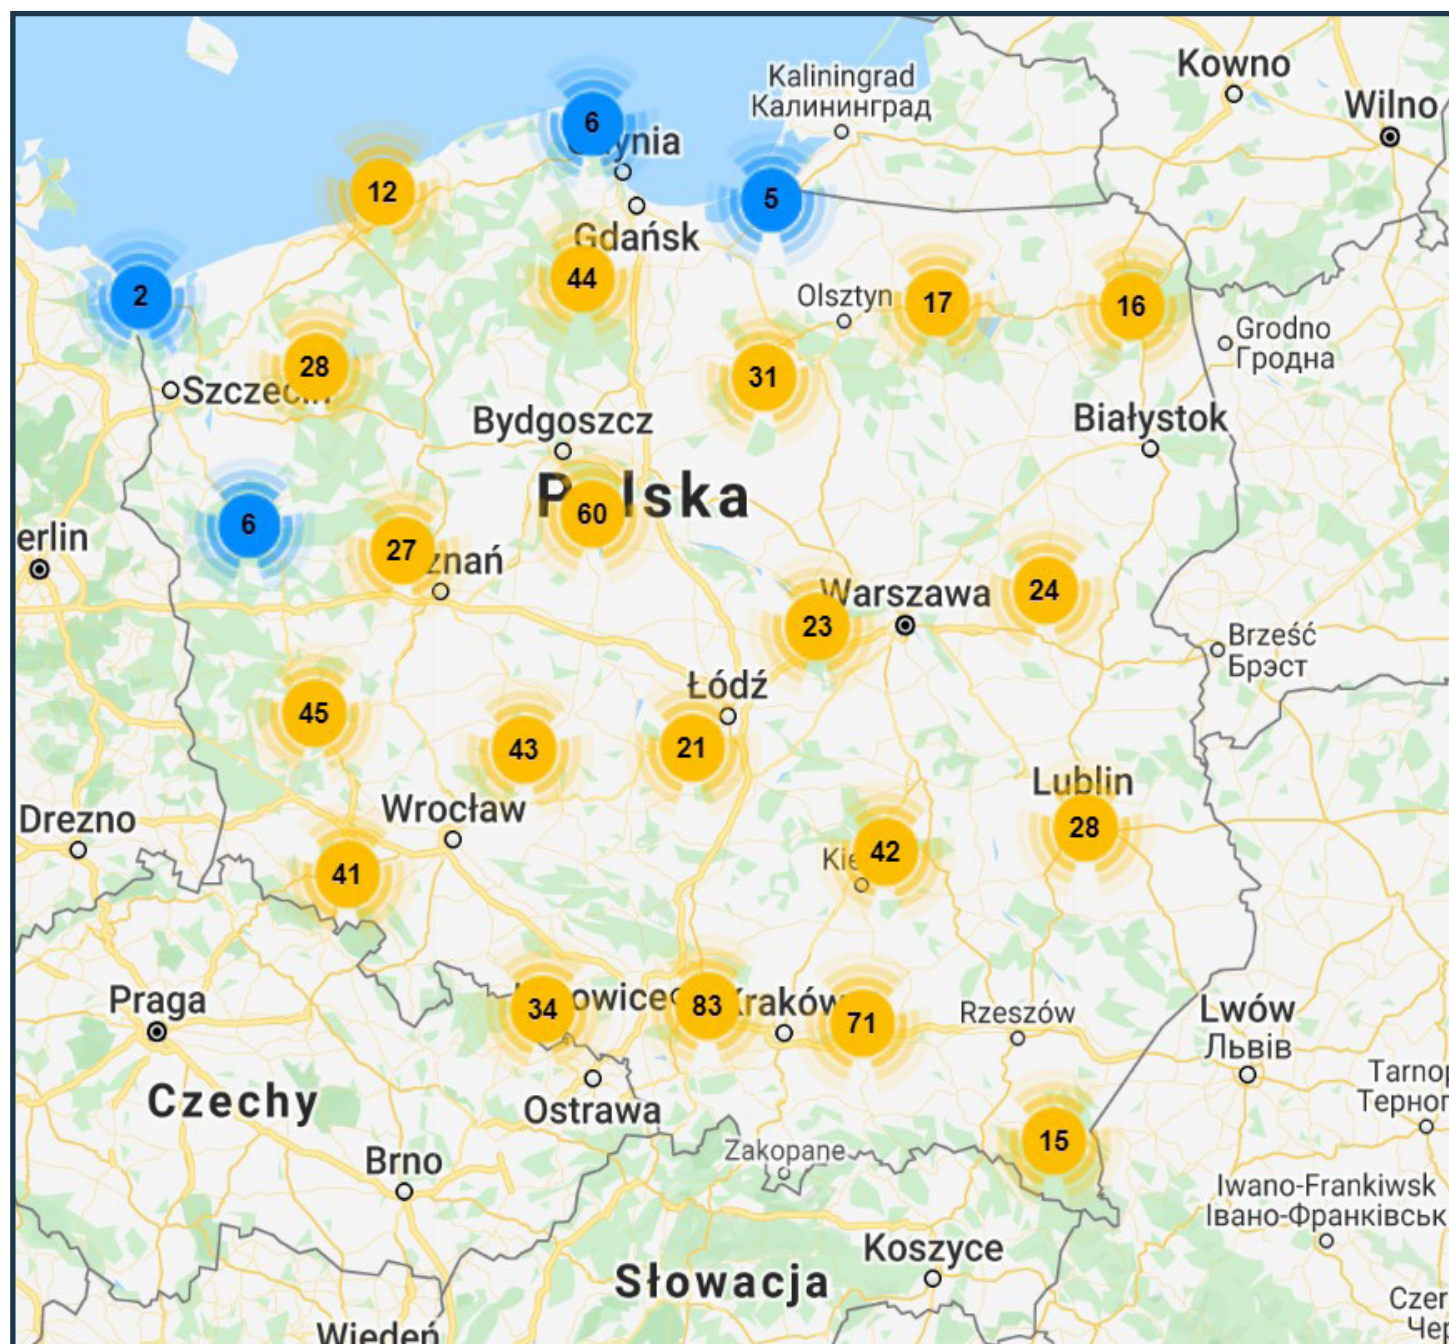 Kowno
Kaliningrad
Калининград
Wilno
6
12
5
Gdańsk
44
2
Olsztyn
17
16
Grodno
Гродна
28
31
Bydgoszcz
Białystok
Polska
60
6
27
24
Warszawa
23
Brześć
Брэст
Łódź
45
43
21
Lublin
28
Wrocław
Drezno
42
41
Praga
34
83
Kraków
71
Rzeszów
Lwów
Львів
Czechy
Ostrawa
15
Zakopane
Brno
Iwano-Frankiwsk
Івано-Франківськ
Koszyce
Słowacja
Wiedeń